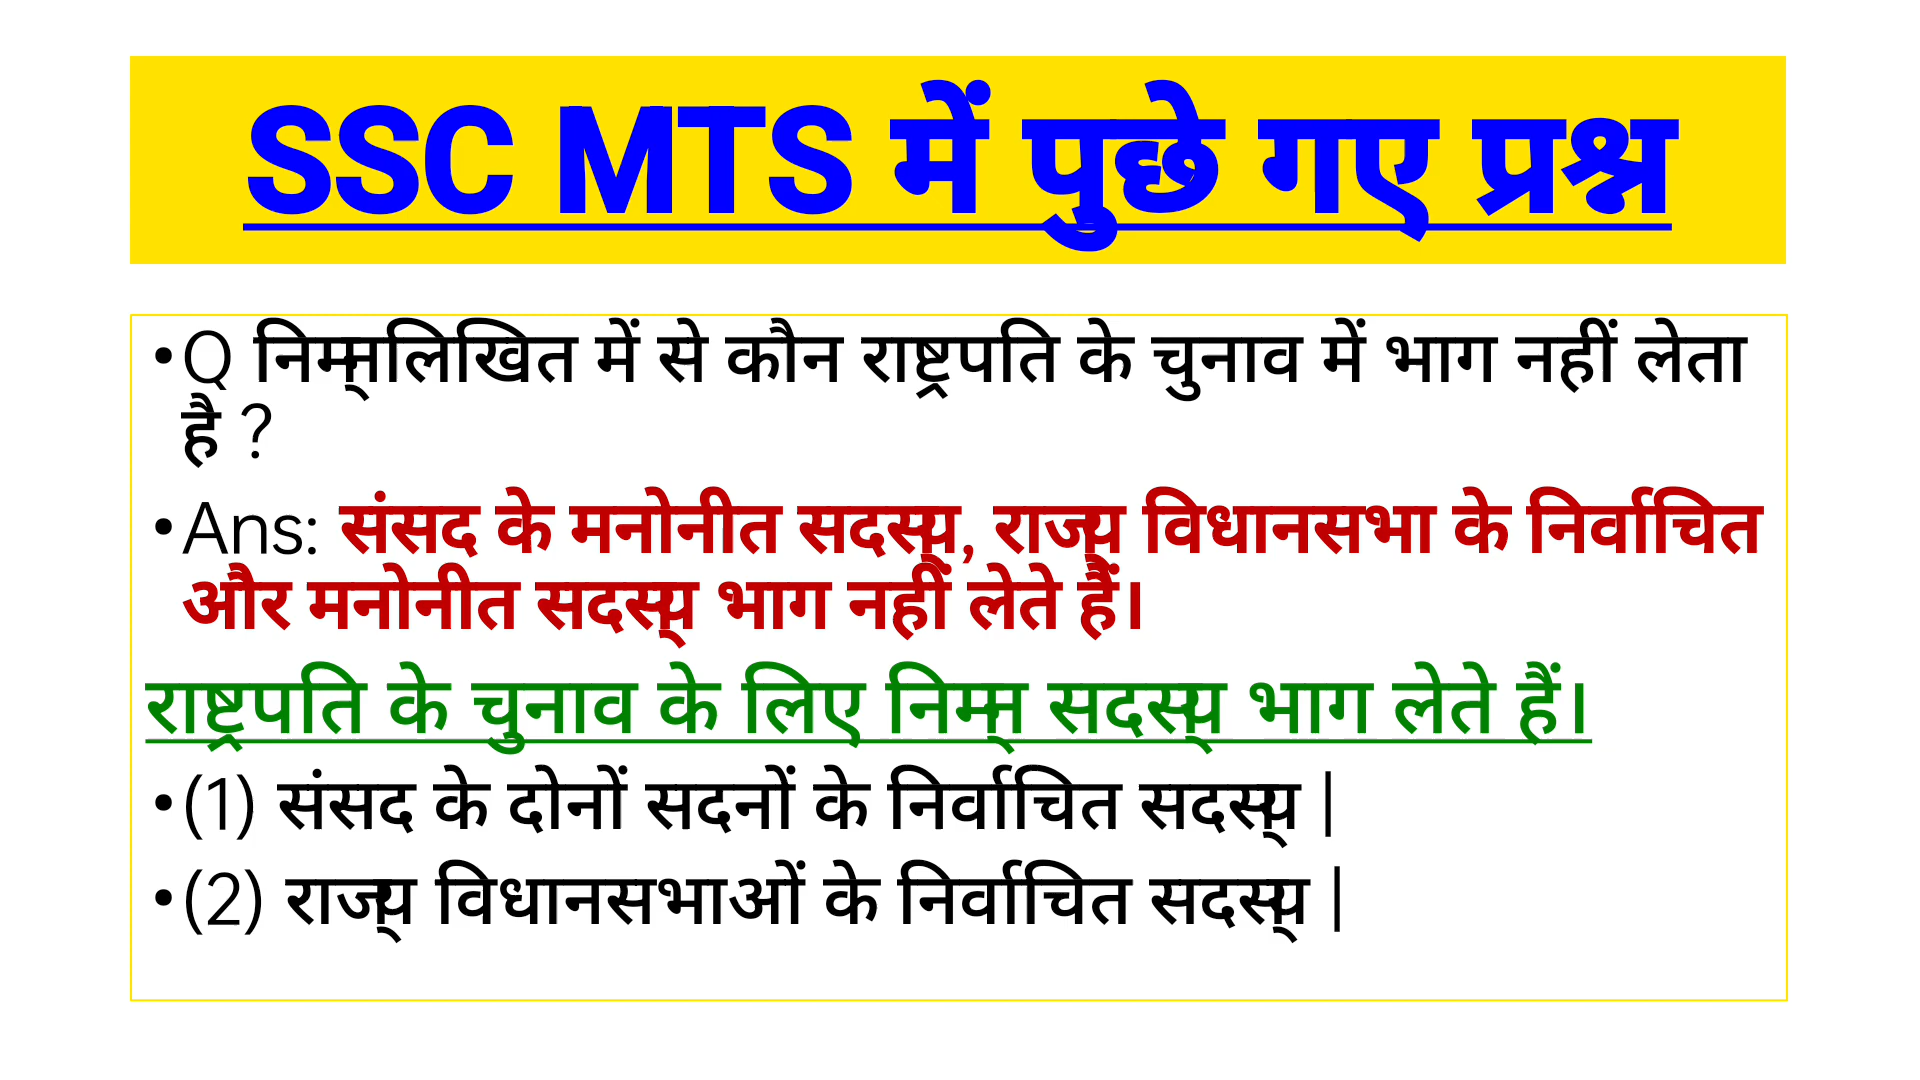 SSC MTS में पुछे गए प्रश्न
•Q निम्नलिखित में से कौन राष्ट्रपति के चुनाव में भाग नहीं लेता
है ?
•Ans: संसद के मनोनीत सदस्य, राज्य विधानसभा के निर्वाचित
और मनोनीत सदस्य भाग नहीं लेते हैं।
राष्ट्रपति के चुनाव के लिए निम्न सदस्य भाग लेते हैं।
•(1) संसद के दोनों सदनों के निर्वाचित सदस्य |
•(2) राज्य विधानसभाओं के निर्वाचित सदस्य |